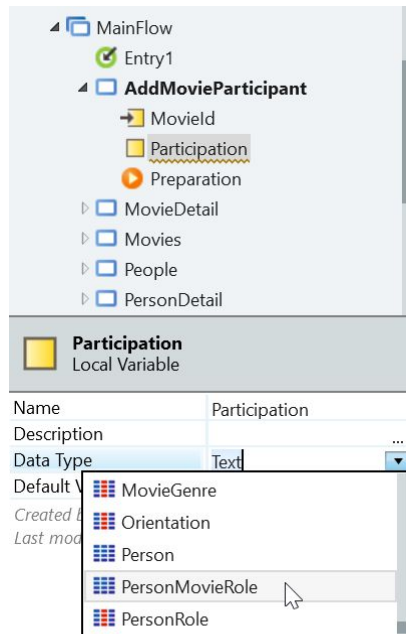 MainFlow
Entry1
AddMovieParticipant
MovieId
Participation
Preparation
MovieDetail
Movies
People
PersonDetail
Participation
Local Variable
Name Participation
Description ...
Data Type Text
Default V
MovieGenre
Created b
Orientation
Last mod
Person
PersonMovieRole
PersonRole